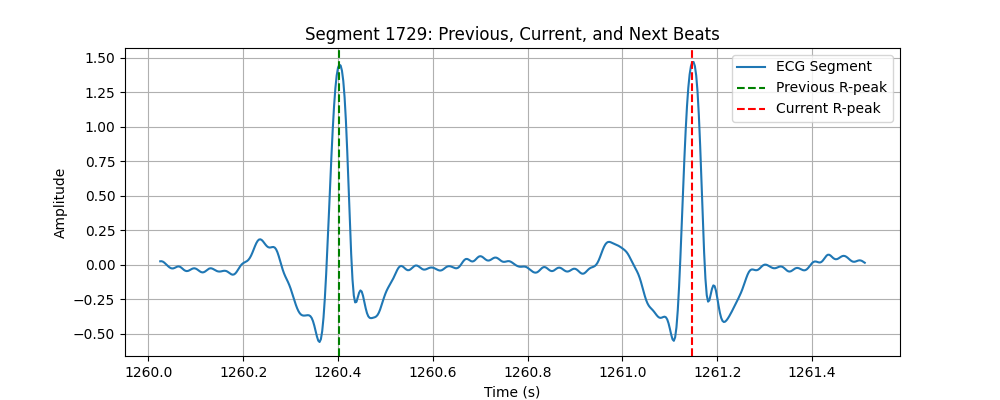 Segment 1729: Previous, Current, and Next Beats
1.50
1.25
1.00
0.75
0.50
0.25
0.00
−0.25
−0.50
Amplitude
ECG Segment
Previous R-peak
Current R-peak
1260.0 1260.2 1260.4 1260.6 1260.8 1261.0 1261.2 1261.4
Time (s)